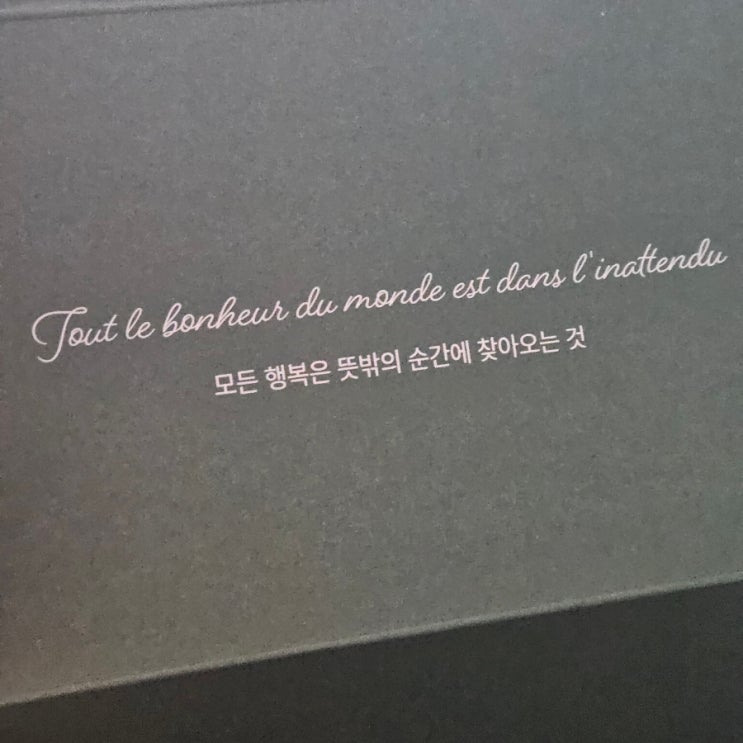 Tout le bonheur du monde est dans l'inattendu
모든 행복은 뜻밖의 순간에 찾아오는 것